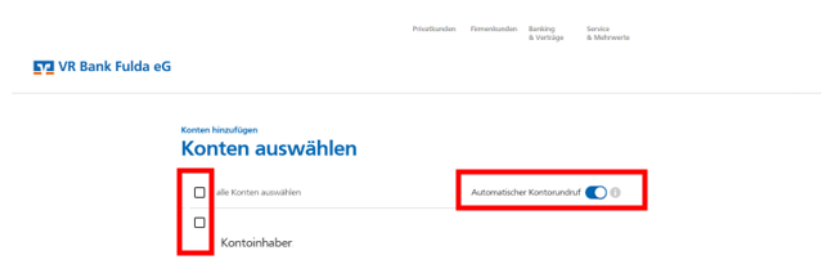 Privatkunden Firmenkunden Banking Service
& Verträge & Mehrwerte
VR Bank Fulda eG
Konten hinzufügen
Konten auswählen
alle Konten auswählen Automatischer Kontorundruf
Kontoinhaber